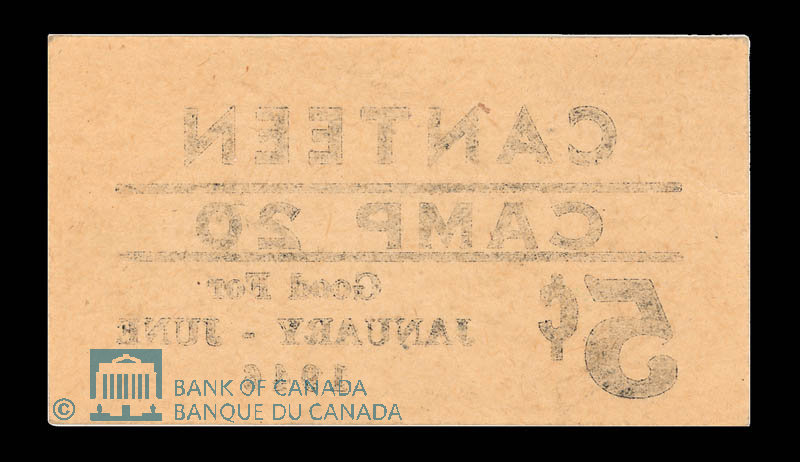 CANTEEN
CAMP 20
5¢
Good For
JANUARY - JUNE
1946
© BANK OF CANADA
BANQUE DU CANADA